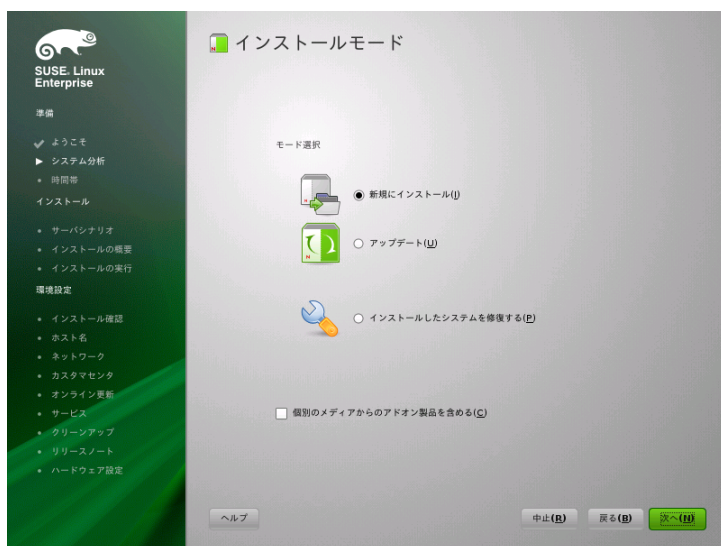 SUSE. Linux
Enterprise
準備
ようこそ
システム分析
時間帯
インストール
サーバシナリオ
インストールの概要
インストールの実行
環境設定
インストール確認
ホスト名
ネットワーク
カスタマセンタ
オンライン更新
サービス
クリーンアップ
リリースノート
ハードウェア設定
インストールモード
モード選択
新規にインストール(I)
アップデート(U)
インストールしたシステムを修復する(P)
個別のメディアからのアドオン製品を含める(C)
ヘルプ
中止(R)
戻る(B)
次へ(N)